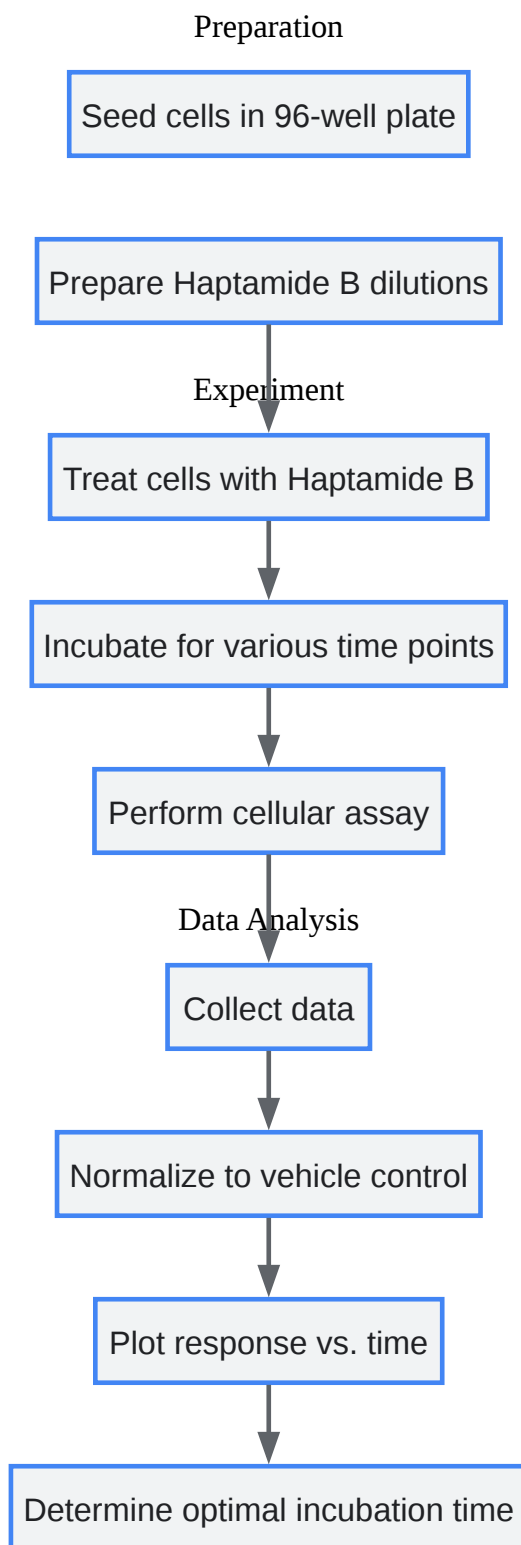 Preparation
Seed cells in 96-well plate
Prepare Haptamide B dilutions
Experiment
Treat cells with Haptamide B
Incubate for various time points
Perform cellular assay
Data Analysis
Collect data
Normalize to vehicle control
Plot response vs. time
Determine optimal incubation time